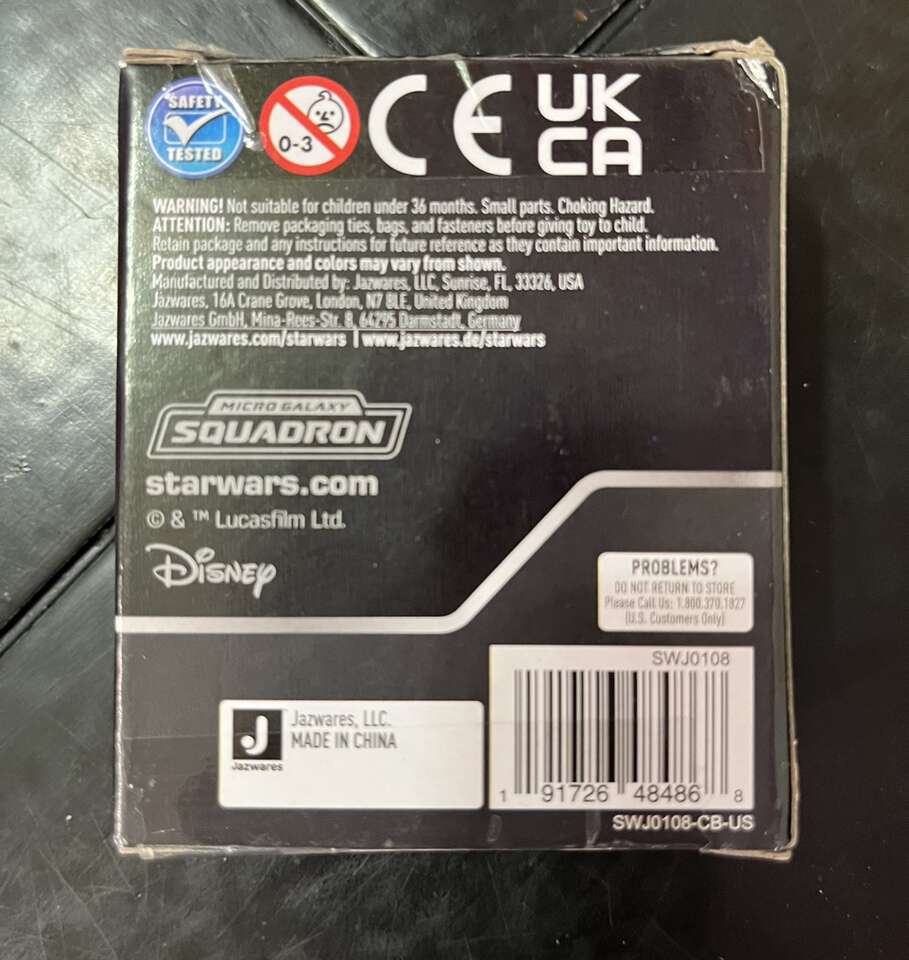 SAFETY
TESTED
0-3
CE
UK
CA
WARNING! Not suitable for children under 36 months. Small parts. Choking Hazard.
ATTENTION: Remove packaging ties, bags, and fasteners before giving toy to child.
Retain package and any instructions for future reference as they contain important information.
Product appearance and colors may vary from shown.
Manufactured and Distributed by: Jazwares, LLC, Sunrise, FL, 33326, USA
Jazwares, 16A Crane Grove, London, N7 8LE, United Kingdom
Jazwares GmbH, Mina-Rees-Str. 8, 64295 Darmstadt, Germany
www.jazwares.com/starwars | www.jazwares.de/starwars
MICRO GALAXY
SQUADRON
starwars.com
© & ™ Lucasfilm Ltd.
Disney
PROBLEMS?
DO NOT RETURN TO STORE
Please Call Us: 1.800.370.1827
(U.S. Customers Only)
SWJ0108
J
Jazwares
Jazwares, LLC.
MADE IN CHINA
1 91726 48486 8
SWJ0108-CB-US